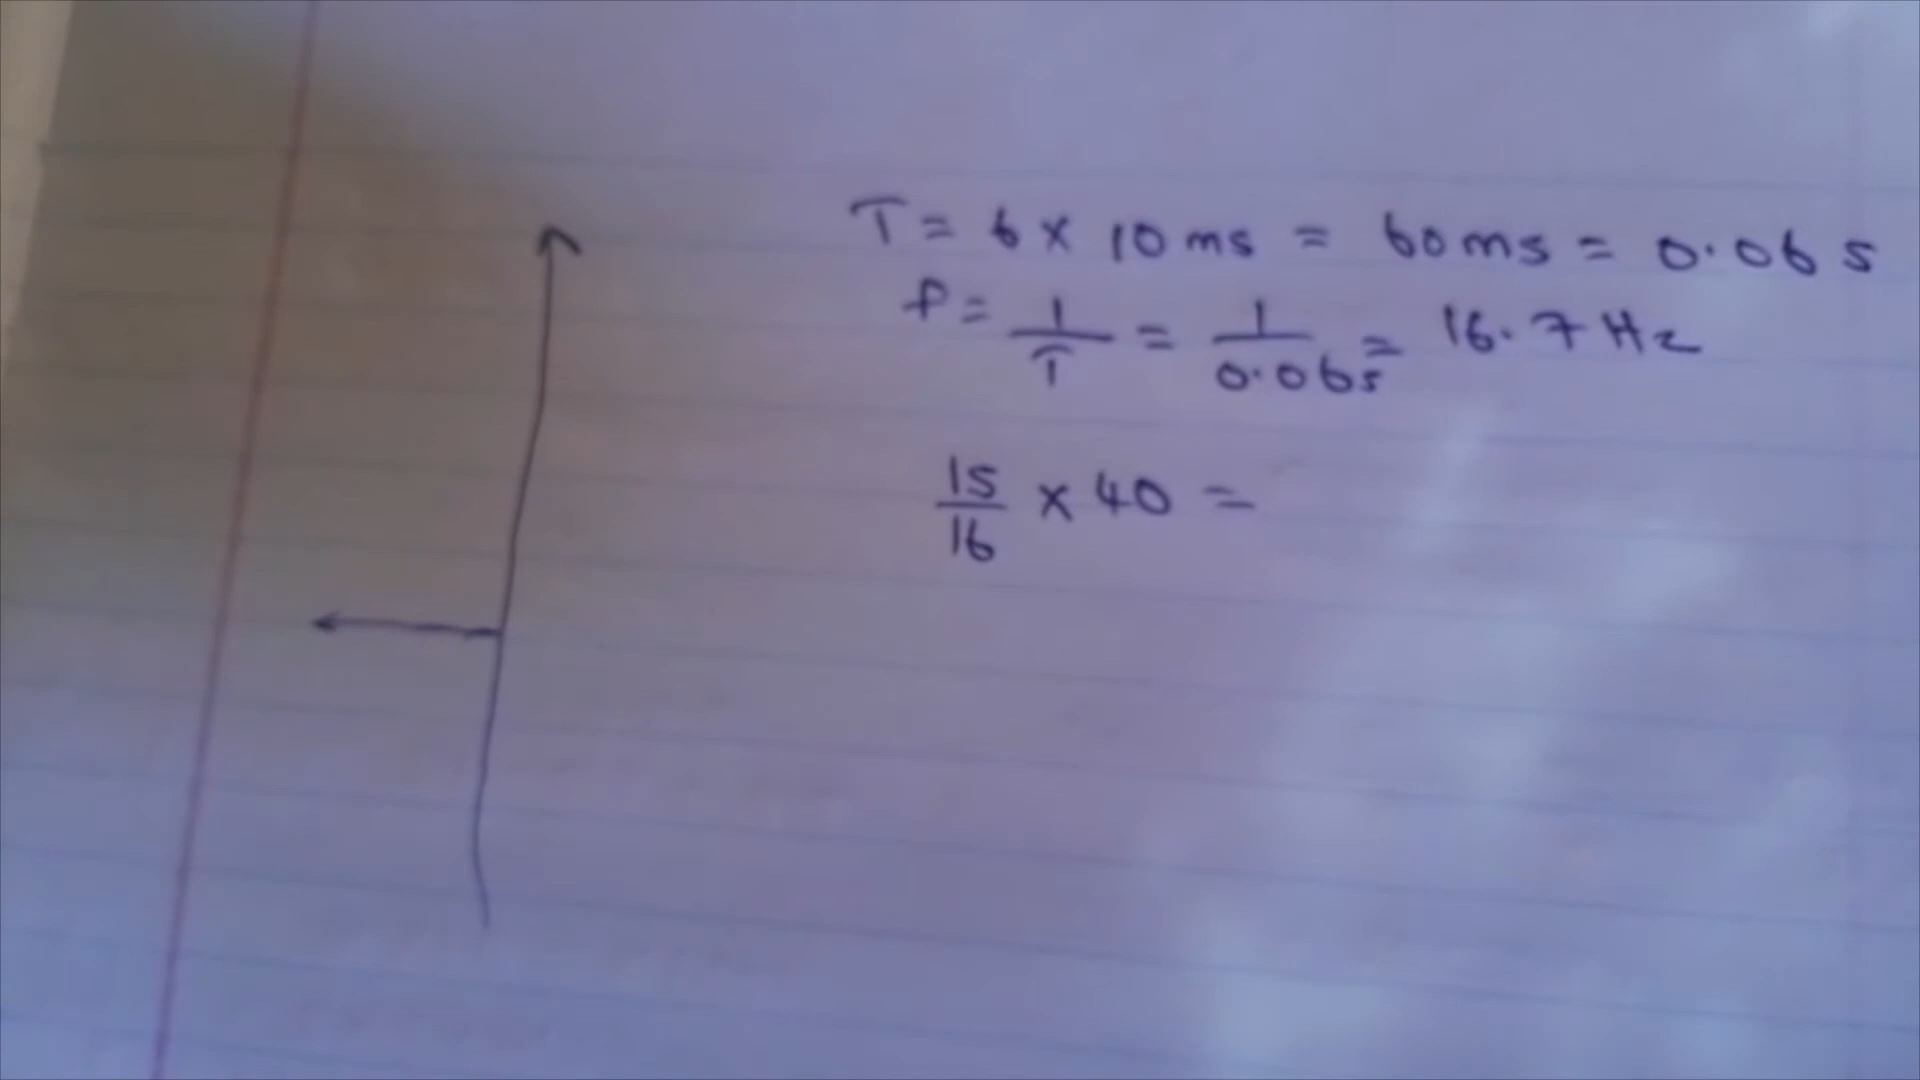 T = 6 × 10 ms = 60 ms = 0.06 s
f = 1/T = 1/0.06s = 16.7 Hz
15/16 × 40 =